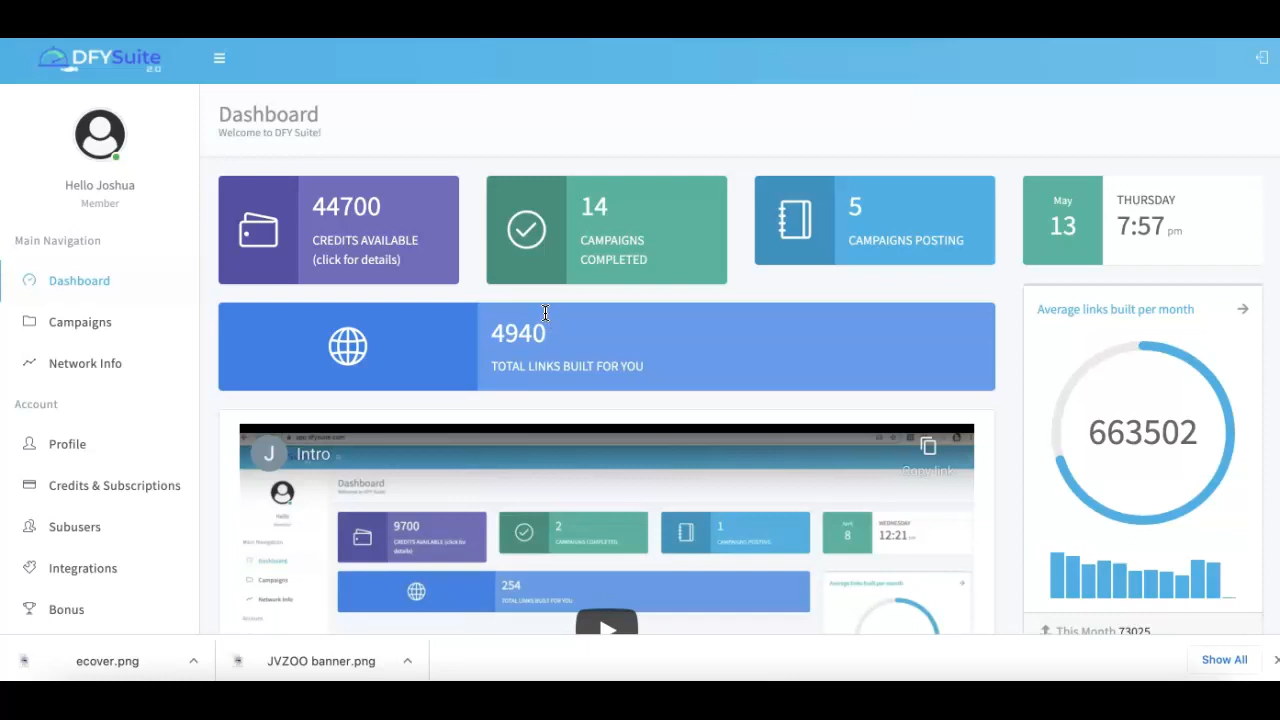 DFYSuite
2.0
Hello Joshua
Member
Main Navigation
Dashboard
Campaigns
Network Info
Account
Profile
Credits & Subscriptions
Subusers
Integrations
Bonus
Dashboard
Welcome to DFY Suite!
44700
CREDITS AVAILABLE
(click for details)
14
CAMPAIGNS
COMPLETED
5
CAMPAIGNS POSTING
May
13
THURSDAY
7:57 pm
4940
TOTAL LINKS BUILT FOR YOU
Average links built per month
663502
This Month 73025
J Intro
Copy link
Dashboard
Welcome to DFY Suite!
Hello
Main Navigation
Dashboard
Campaigns
Network Info
Account
9700
CREDITS AVAILABLE (click for
details)
2
CAMPAIGNS COMPLETED
1
CAMPAIGNS POSTING
April
8
WEDNESDAY
12:21 pm
254
TOTAL LINKS BUILT FOR YOU
Average links built per month
ecover.png
JVZOO banner.png
Show All